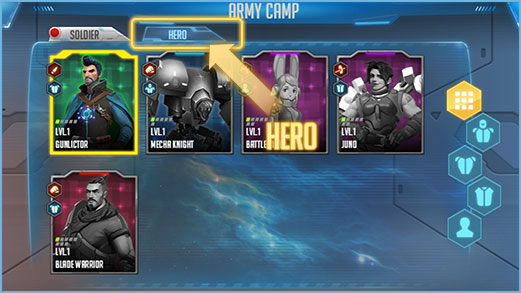 ARMY CAMP
SOLDIER
HERO
LVL.1
GUNLICTOR
LVL.1
MECHA KNIGHT
LVL.1
BATTLE
LVL.1
JUNO
HERO
LVL.1
BLADE WARRIOR